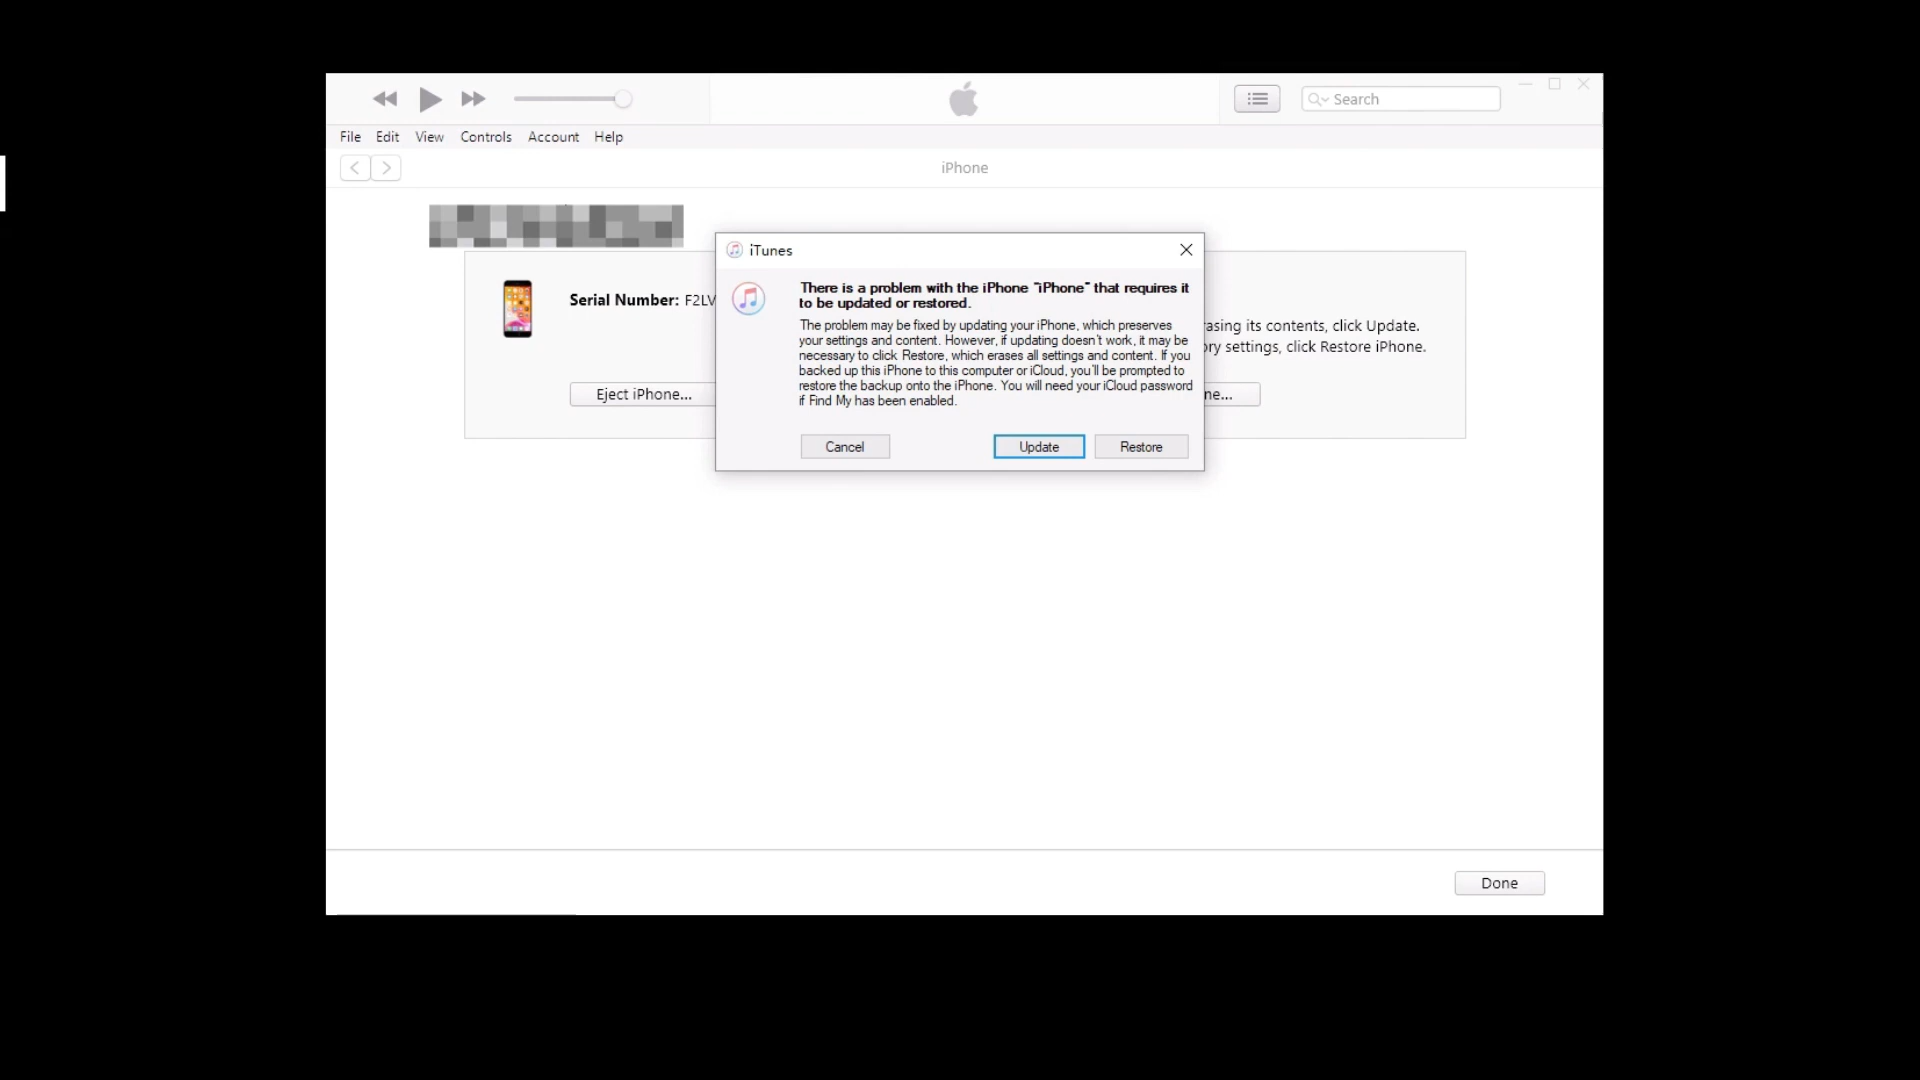 Search
File Edit View Controls Account Help
iPhone
iTunes
There is a problem with the iPhone "iPhone" that requires it
to be updated or restored.
The problem may be fixed by updating your iPhone, which preserves
your settings and content. However, if updating doesn't work, it may be
necessary to click Restore, which erases all settings and content. If you
backed up this iPhone to this computer or iCloud, you'll be prompted to
restore the backup onto the iPhone. You will need your iCloud password
if Find My has been enabled.
Cancel Update Restore
Serial Number: F2LV
asing its contents, click Update.
ory settings, click Restore iPhone.
Eject iPhone... ne...
Done